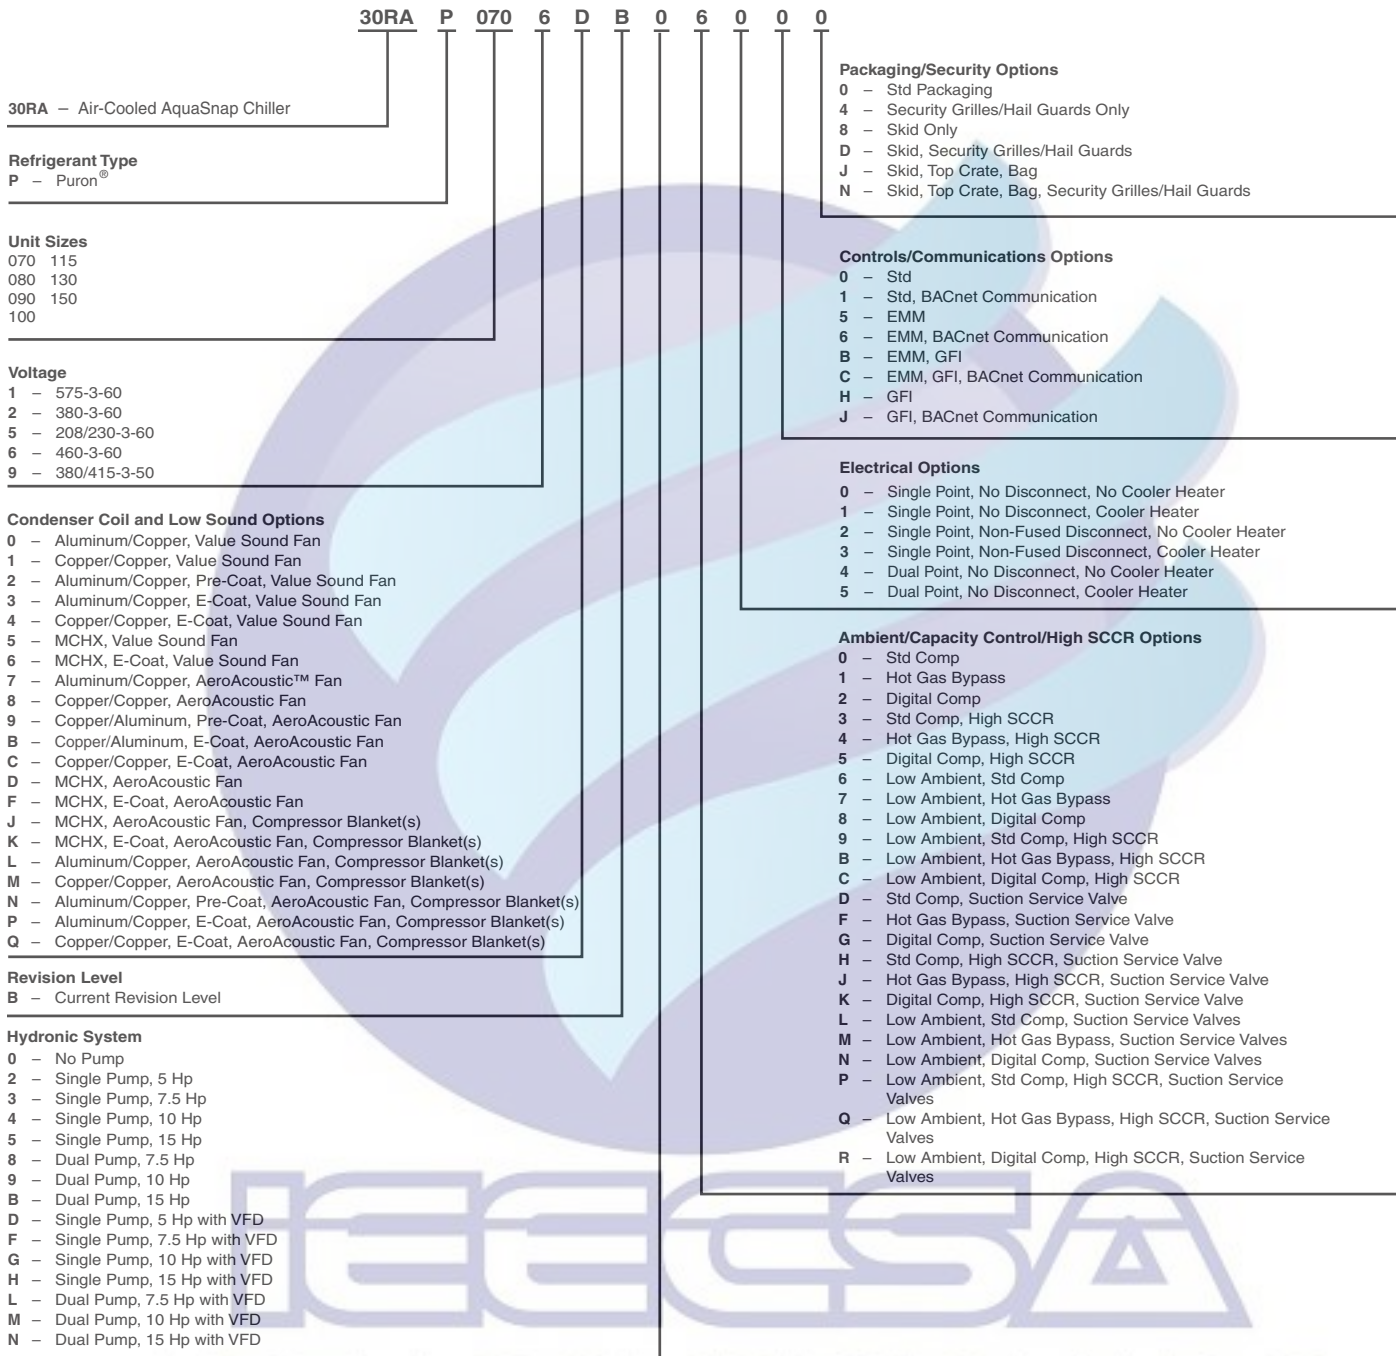 30RA P 070 6 D B 0 6 0 0 0
30RA – Air-Cooled AquaSnap Chiller
Refrigerant Type
P – Puron®
Unit Sizes
070 115
080 130
090 150
100
Voltage
1 – 575-3-60
2 – 380-3-60
5 – 208/230-3-60
6 – 460-3-60
9 – 380/415-3-50
Condenser Coil and Low Sound Options
0 – Aluminum/Copper, Value Sound Fan
1 – Copper/Copper, Value Sound Fan
2 – Aluminum/Copper, Pre-Coat, Value Sound Fan
3 – Aluminum/Copper, E-Coat, Value Sound Fan
4 – Copper/Copper, E-Coat, Value Sound Fan
5 – MCHX, Value Sound Fan
6 – MCHX, E-Coat, Value Sound Fan
7 – Aluminum/Copper, AeroAcoustic™ Fan
8 – Copper/Copper, AeroAcoustic Fan
9 – Copper/Aluminum, Pre-Coat, AeroAcoustic Fan
B – Copper/Aluminum, E-Coat, AeroAcoustic Fan
C – Copper/Copper, E-Coat, AeroAcoustic Fan
D – MCHX, AeroAcoustic Fan
F – MCHX, E-Coat, AeroAcoustic Fan
J – MCHX, AeroAcoustic Fan, Compressor Blanket(s)
K – MCHX, E-Coat, AeroAcoustic Fan, Compressor Blanket(s)
L – Aluminum/Copper, AeroAcoustic Fan, Compressor Blanket(s)
M – Copper/Copper, AeroAcoustic Fan, Compressor Blanket(s)
N – Aluminum/Copper, Pre-Coat, AeroAcoustic Fan, Compressor Blanket(s)
P – Aluminum/Copper, E-Coat, AeroAcoustic Fan, Compressor Blanket(s)
Q – Copper/Copper, E-Coat, AeroAcoustic Fan, Compressor Blanket(s)
Revision Level
B – Current Revision Level
Hydronic System
0 – No Pump
2 – Single Pump, 5 Hp
3 – Single Pump, 7.5 Hp
4 – Single Pump, 10 Hp
5 – Single Pump, 15 Hp
8 – Dual Pump, 7.5 Hp
9 – Dual Pump, 10 Hp
B – Dual Pump, 15 Hp
D – Single Pump, 5 Hp with VFD
F – Single Pump, 7.5 Hp with VFD
G – Single Pump, 10 Hp with VFD
H – Single Pump, 15 Hp with VFD
L – Dual Pump, 7.5 Hp with VFD
M – Dual Pump, 10 Hp with VFD
N – Dual Pump, 15 Hp with VFD
Packaging/Security Options
0 – Std Packaging
4 – Security Grilles/Hail Guards Only
8 – Skid Only
D – Skid, Security Grilles/Hail Guards
J – Skid, Top Crate, Bag
N – Skid, Top Crate, Bag, Security Grilles/Hail Guards
Controls/Communications Options
0 – Std
1 – Std, BACnet Communication
5 – EMM
6 – EMM, BACnet Communication
B – EMM, GFI
C – EMM, GFI, BACnet Communication
H – GFI
J – GFI, BACnet Communication
Electrical Options
0 – Single Point, No Disconnect, No Cooler Heater
1 – Single Point, No Disconnect, Cooler Heater
2 – Single Point, Non-Fused Disconnect, No Cooler Heater
3 – Single Point, Non-Fused Disconnect, Cooler Heater
4 – Dual Point, No Disconnect, No Cooler Heater
5 – Dual Point, No Disconnect, Cooler Heater
Ambient/Capacity Control/High SCCR Options
0 – Std Comp
1 – Hot Gas Bypass
2 – Digital Comp
3 – Std Comp, High SCCR
4 – Hot Gas Bypass, High SCCR
5 – Digital Comp, High SCCR
6 – Low Ambient, Std Comp
7 – Low Ambient, Hot Gas Bypass
8 – Low Ambient, Digital Comp
9 – Low Ambient, Std Comp, High SCCR
B – Low Ambient, Hot Gas Bypass, High SCCR
C – Low Ambient, Digital Comp, High SCCR
D – Std Comp, Suction Service Valve
F – Hot Gas Bypass, Suction Service Valve
G – Digital Comp, Suction Service Valve
H – Std Comp, High SCCR, Suction Service Valve
J – Hot Gas Bypass, High SCCR, Suction Service Valve
K – Digital Comp, High SCCR, Suction Service Valve
L – Low Ambient, Std Comp, Suction Service Valves
M – Low Ambient, Hot Gas Bypass, Suction Service Valves
N – Low Ambient, Digital Comp, Suction Service Valves
P – Low Ambient, Std Comp, High SCCR, Suction Service
Valves
Q – Low Ambient, Hot Gas Bypass, High SCCR, Suction Service
Valves
R – Low Ambient, Digital Comp, High SCCR, Suction Service
Valves
IEECSA